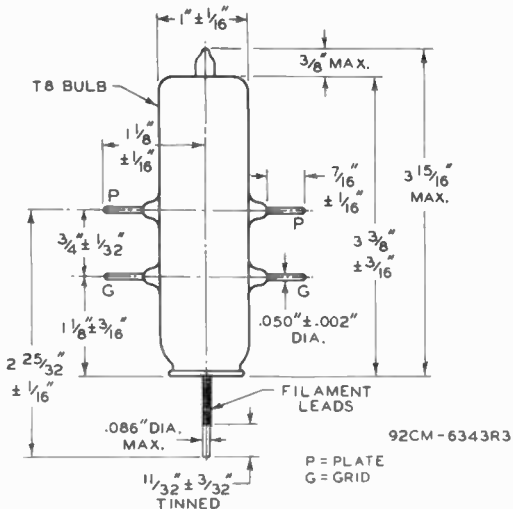 1" ± 1/16"
3/8" MAX.
T8 BULB
1 1/8"
± 1/16"
7/16"
± 1/16"
3 15/16"
MAX.
P
P
3/4" ± 1/32"
3 3/8"
± 3/16"
G
G
1 1/8" ± 3/16"
.050" ± .002"
DIA.
2 25/32"
± 1/16"
FILAMENT
LEADS
.086" DIA.
MAX.
92CM-6343R3
P = PLATE
G = GRID
11/32" ± 3/32"
TINNED